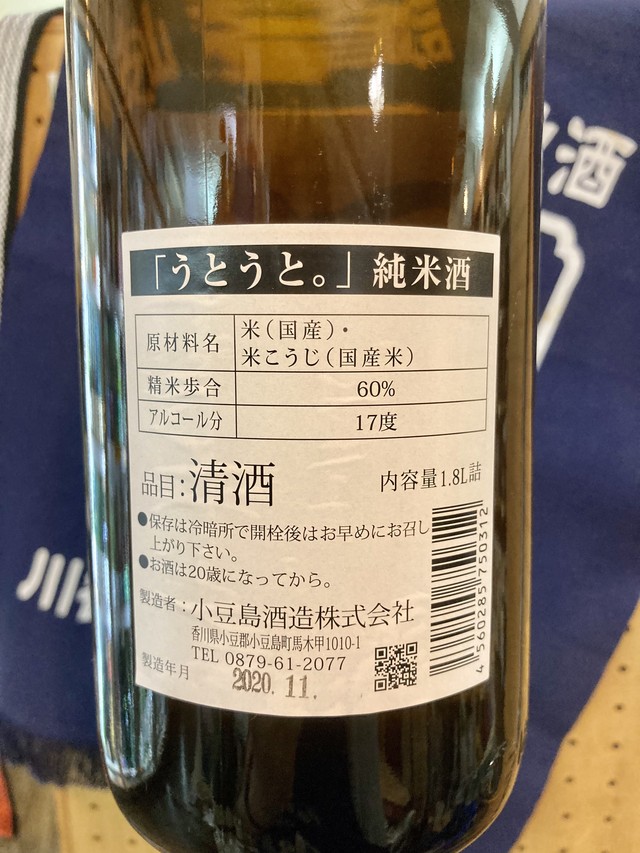 「うとうと。」純米酒
原材料名
米（国産）・
米こうじ（国産米）
精米歩合 60%
アルコール分 17度
品目：清酒 内容量1.8L詰
●保存は冷暗所で開栓後はお早めにお召し
上がり下さい。
●お酒は20歳になってから。
製造者：小豆島酒造株式会社
香川県小豆郡小豆島町馬木甲1010-1
TEL 0879-61-2077
製造年月 2020. 11.
4 560285 750312
酒
川